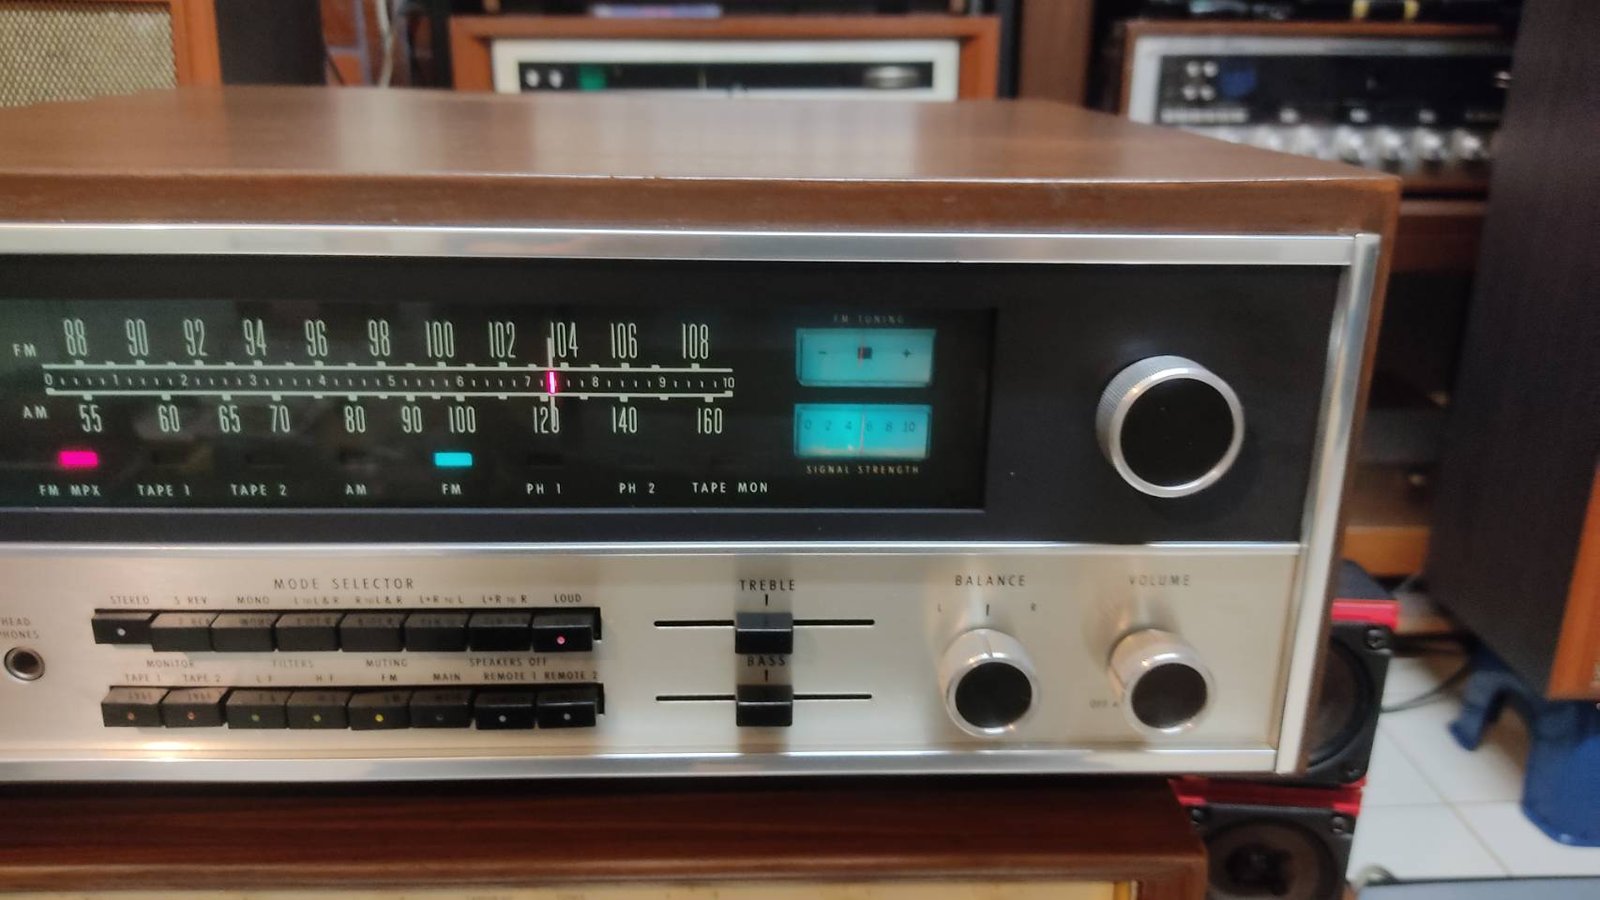 FM TUNING
FM 88 90 92 94 96 98 100 102 104 106 108
- +
0 1 2 3 4 5 6 7 8 9 10
AM 55 60 65 70 80 90 100 120 140 160
0 2 4 6 8 10
SIGNAL STRENGTH
FM MPX TAPE 1 TAPE 2 AM FM PH 1 PH 2 TAPE MON
MODE SELECTOR
TREBLE
BALANCE
VOLUME
STEREO S REV MONO L TO L & R R TO L & R L+R TO L L+R TO R LOUD
L R
HEAD
PHONES
MONITOR FILTERS MUTING SPEAKERS OFF
BASS
TAPE 1 TAPE 2 L F H F FM MAIN REMOTE 1 REMOTE 2
OFF